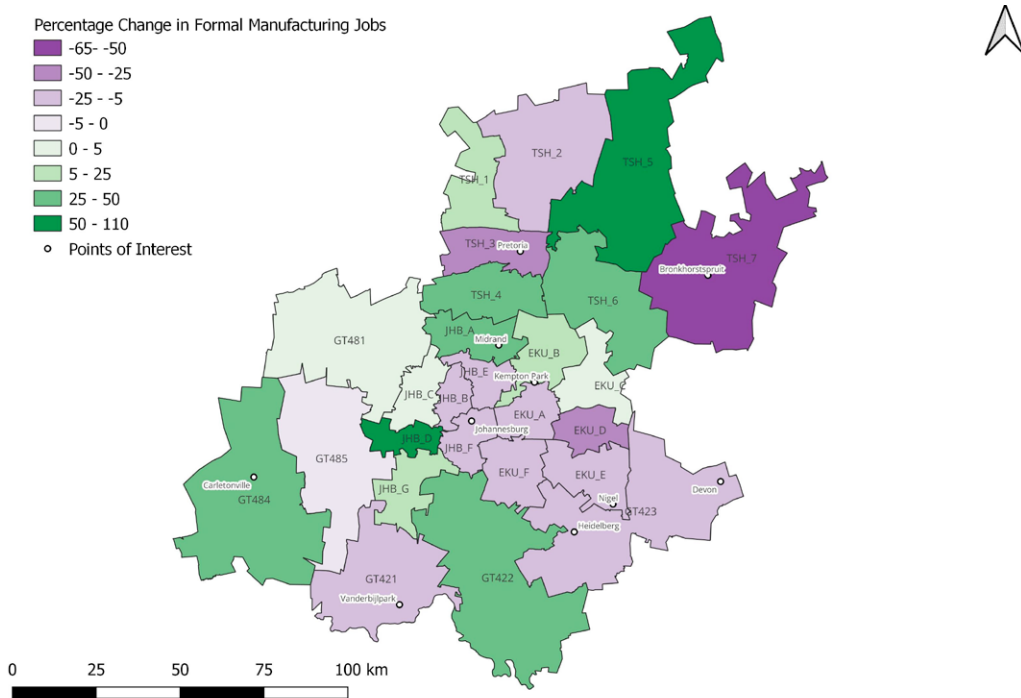 Percentage Change in Formal Manufacturing Jobs
-65- -50
-50 - -25
-25 - -5
-5 - 0
0 - 5
5 - 25
25 - 50
50 - 110
Points of Interest
TSH_5
TSH_2
TSH_1
TSH_3
Pretoria
TSH_7
Bronkhorstspruit
TSH_4
TSH_6
JHB_A
Midrand
GT481
EKU_B
JHB_E
Kempton Park
EKU_C
JHB_C
JHB_B
EKU_A
Johannesburg
EKU_D
JHB_D
JHB_F
GT485
EKU_F
EKU_E
Carletonville
GT484
JHB_G
Devon
Nigel
GT423
Heidelberg
GT421
GT422
Vanderbijlpark
0 25 50 75 100 km